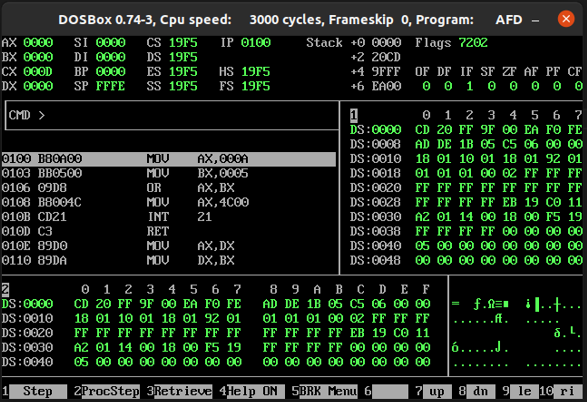 DOSBox 0.74-3, Cpu speed: 3000 cycles, Frameskip 0, Program: AFD
AX 0000 SI 0000 CS 19F5 IP 0100 Stack +0 0000 Flags 7202
BX 0000 DI 0000 DS 19F5 +2 20CD
CX 000D BP 0000 ES 19F5 HS 19F5 +4 9FFF OF DF IF SF ZF AF PF CF
DX 0000 SP FFFE SS 19F5 FS 19F5 +6 EA00 0 0 1 0 0 0 0 0
CMD >
0100 B80A00 MOV AX,000A
0103 BB0500 MOV BX,0005
0106 09D8 OR AX,BX
0108 B8004C MOV AX,4C00
010B CD21 INT 21
010D C3 RET
010E 89D0 MOV AX,DX
0110 89DA MOV DX,BX
1 0 1 2 3 4 5 6 7
DS:0000 CD 20 FF 9F 00 EA F0 FE
DS:0008 AD DE 1B 05 C5 06 00 00
DS:0010 18 01 10 01 18 01 92 01
DS:0018 01 01 01 00 02 FF FF FF
DS:0020 FF FF FF FF FF FF FF FF
DS:0028 FF FF FF FF EB 19 C0 11
DS:0030 A2 01 14 00 18 00 F5 19
DS:0038 FF FF FF FF 00 00 00 00
DS:0040 05 00 00 00 00 00 00 00
DS:0048 00 00 00 00 00 00 00 00
2 0 1 2 3 4 5 6 7 8 9 A B C D E F
DS:0000 CD 20 FF 9F 00 EA F0 FE AD DE 1B 05 C5 06 00 00
DS:0010 18 01 10 01 18 01 92 01 01 01 01 00 02 FF FF FF
DS:0020 FF FF FF FF FF FF FF FF FF FF FF FF EB 19 C0 11
DS:0030 A2 01 14 00 18 00 F5 19 FF FF FF FF 00 00 00 00
DS:0040 05 00 00 00 00 00 00 00 00 00 00 00 00 00 00 00
1 Step 2ProcStep 3Retrieve 4Help ON 5BRK Menu 6 7 up 8 dn 9 le 10 ri